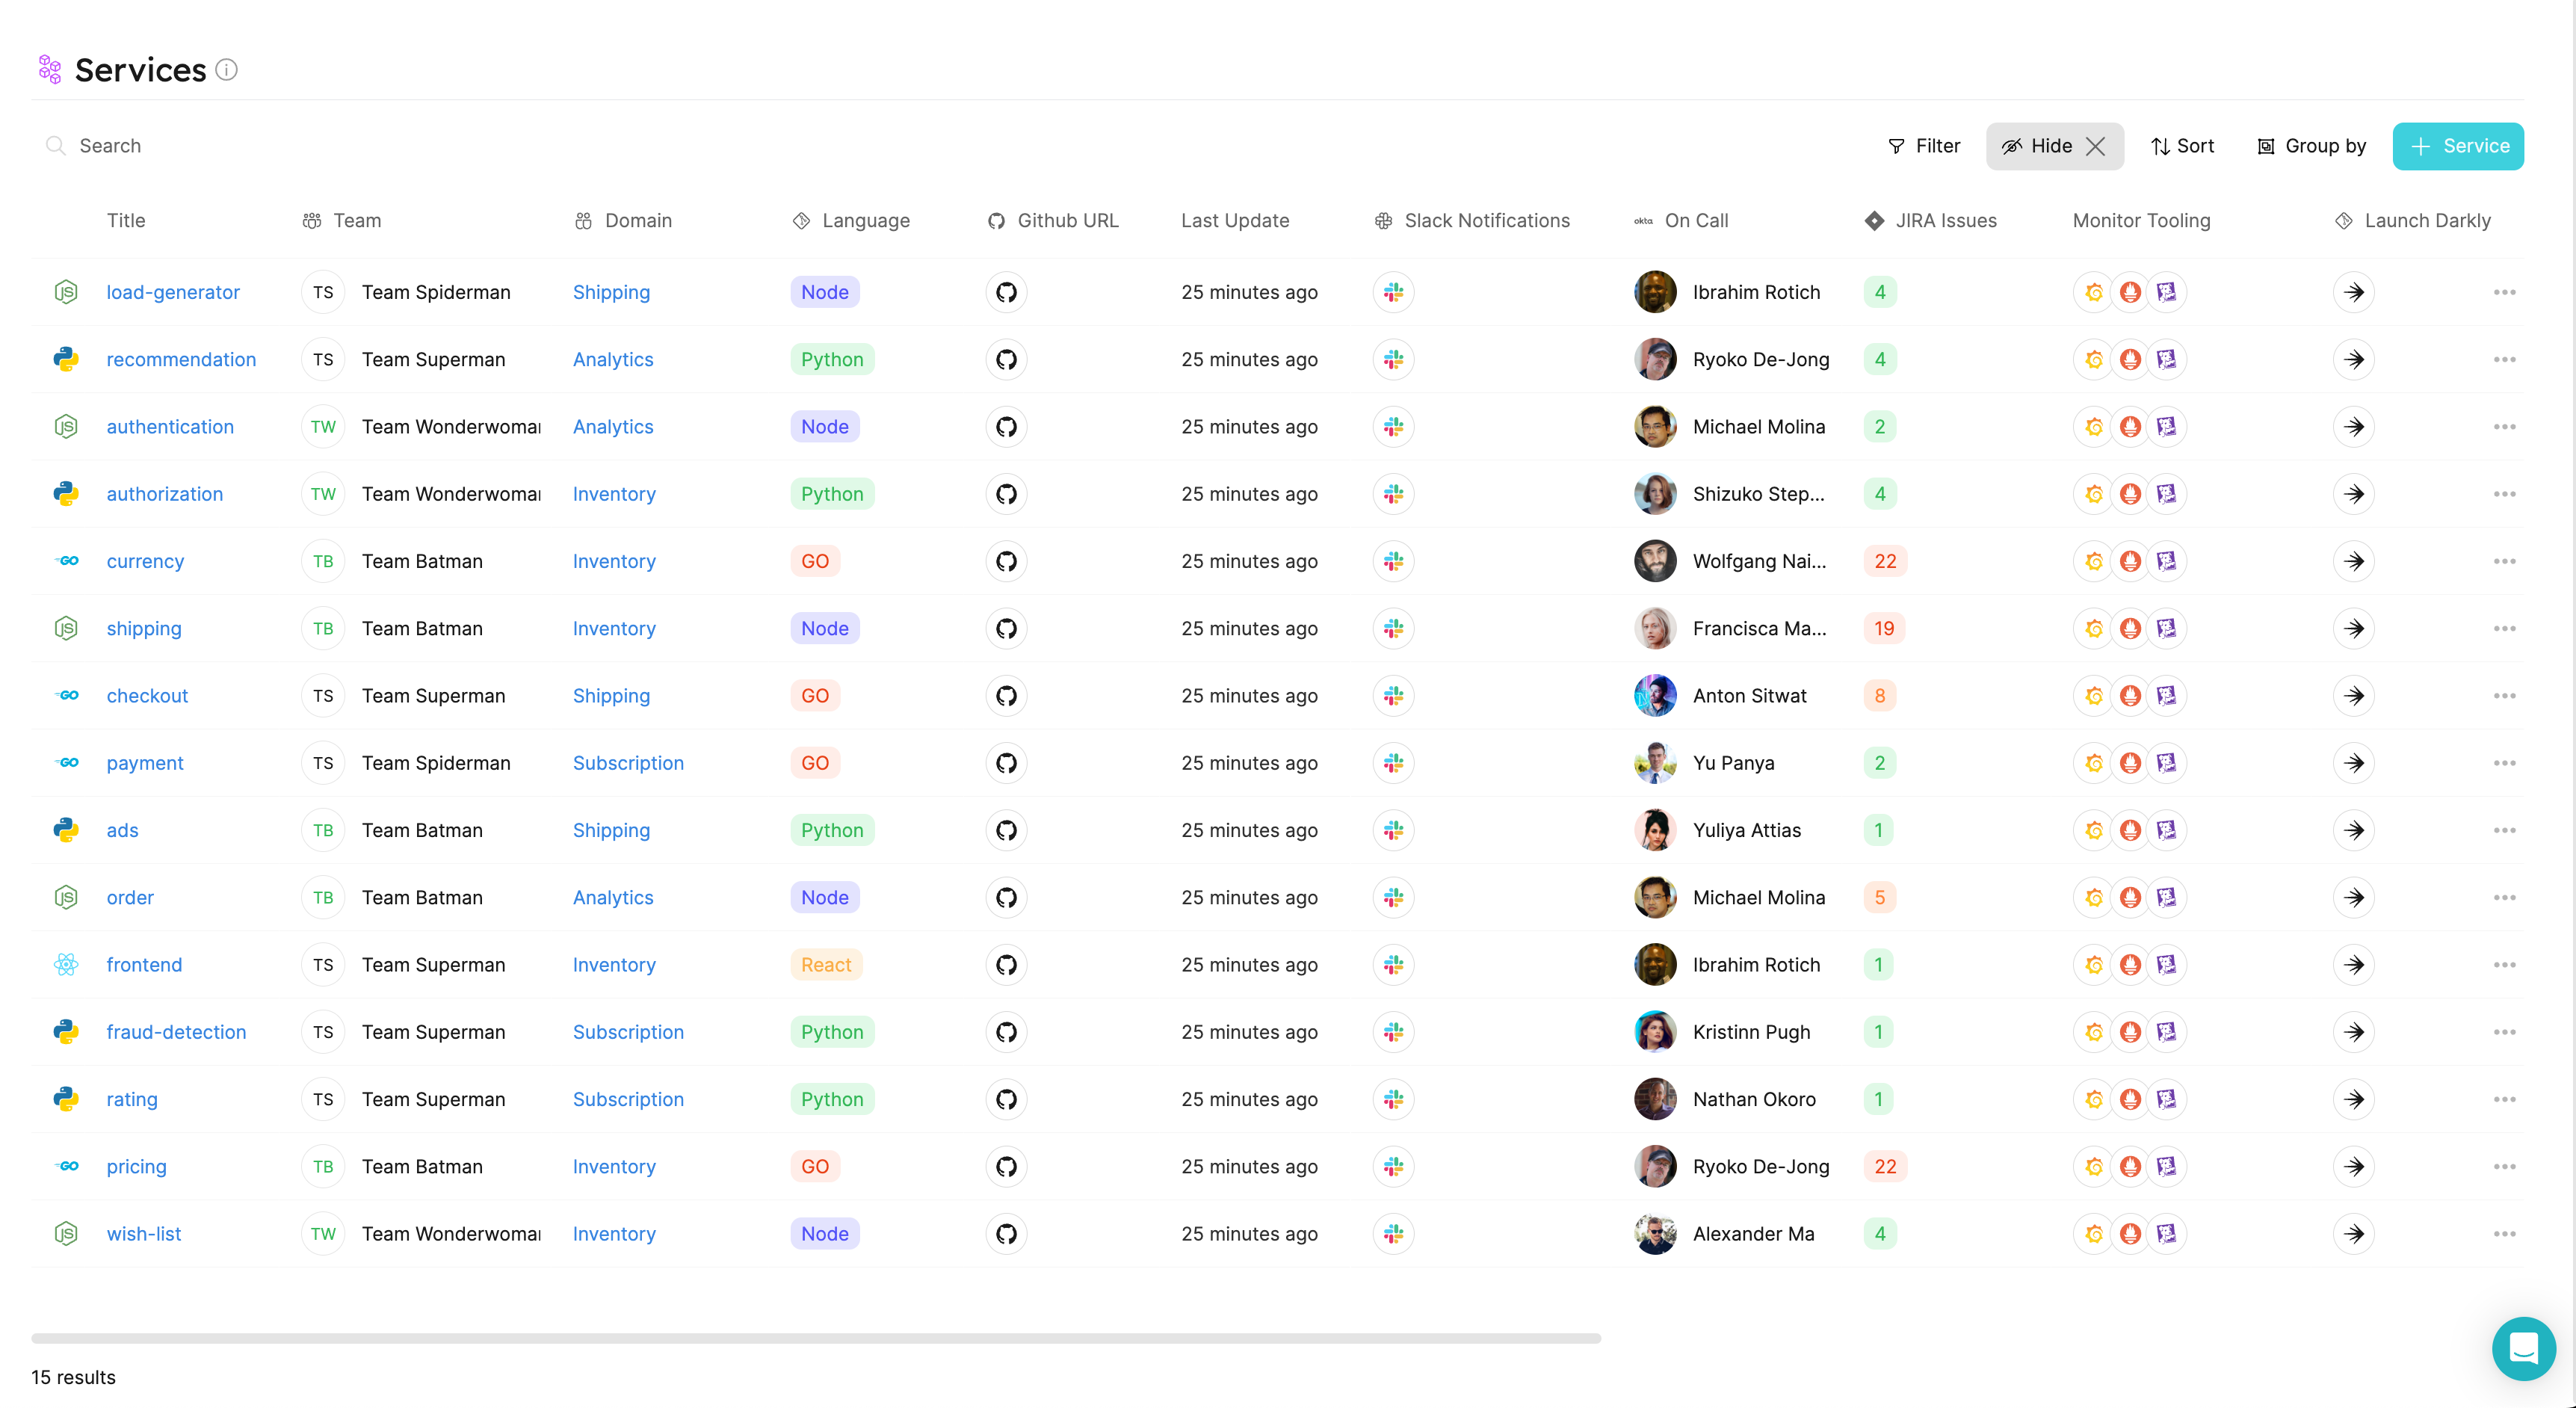 Services
Search Filter Hide Sort Group by Service
Title Team Domain Language Github URL Last Update Slack Notifications okta On Call JIRA Issues Monitor Tooling Launch Darkly
load-generator TS Team Spiderman Shipping Node 25 minutes ago Ibrahim Rotich 4
recommendation TS Team Superman Analytics Python 25 minutes ago Ryoko De-Jong 4
authentication TW Team Wonderwoman Analytics Node 25 minutes ago Michael Molina 2
authorization TW Team Wonderwoman Inventory Python 25 minutes ago Shizuko Step... 4
GO currency TB Team Batman Inventory GO 25 minutes ago Wolfgang Nai... 22
shipping TB Team Batman Inventory Node 25 minutes ago Francisca Ma... 19
GO checkout TS Team Superman Shipping GO 25 minutes ago Anton Sitwat 8
GO payment TS Team Spiderman Subscription GO 25 minutes ago Yu Panya 2
ads TB Team Batman Shipping Python 25 minutes ago Yuliya Attias 1
order TB Team Batman Analytics Node 25 minutes ago Michael Molina 5
frontend TS Team Superman Inventory React 25 minutes ago Ibrahim Rotich 1
fraud-detection TS Team Superman Subscription Python 25 minutes ago Kristinn Pugh 1
rating TS Team Superman Subscription Python 25 minutes ago Nathan Okoro 1
GO pricing TB Team Batman Inventory GO 25 minutes ago Ryoko De-Jong 22
wish-list TW Team Wonderwoman Inventory Node 25 minutes ago Alexander Ma 4
15 results